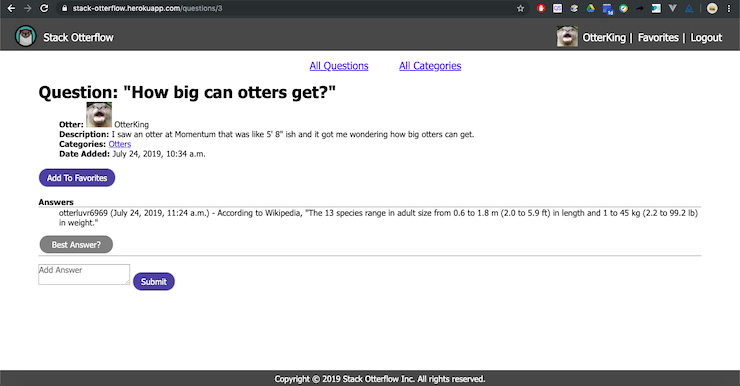 stack-otterflow.herokuapp.com/questions/3
Stack Otterflow
OtterKing | Favorites | Logout
All Questions All Categories
Question: "How big can otters get?"
Otter: OtterKing
Description: I saw an otter at Momentum that was like 5' 8" ish and it got me wondering how big otters can get.
Categories: Otters
Date Added: July 24, 2019, 10:34 a.m.
Add To Favorites
Answers
otterluvr6969 (July 24, 2019, 11:24 a.m.) - According to Wikipedia, "The 13 species range in adult size from 0.6 to 1.8 m (2.0 to 5.9 ft) in length and 1 to 45 kg (2.2 to 99.2 lb)
in weight."
Best Answer?
Add Answer
Submit
Copyright © 2019 Stack Otterflow Inc. All rights reserved.